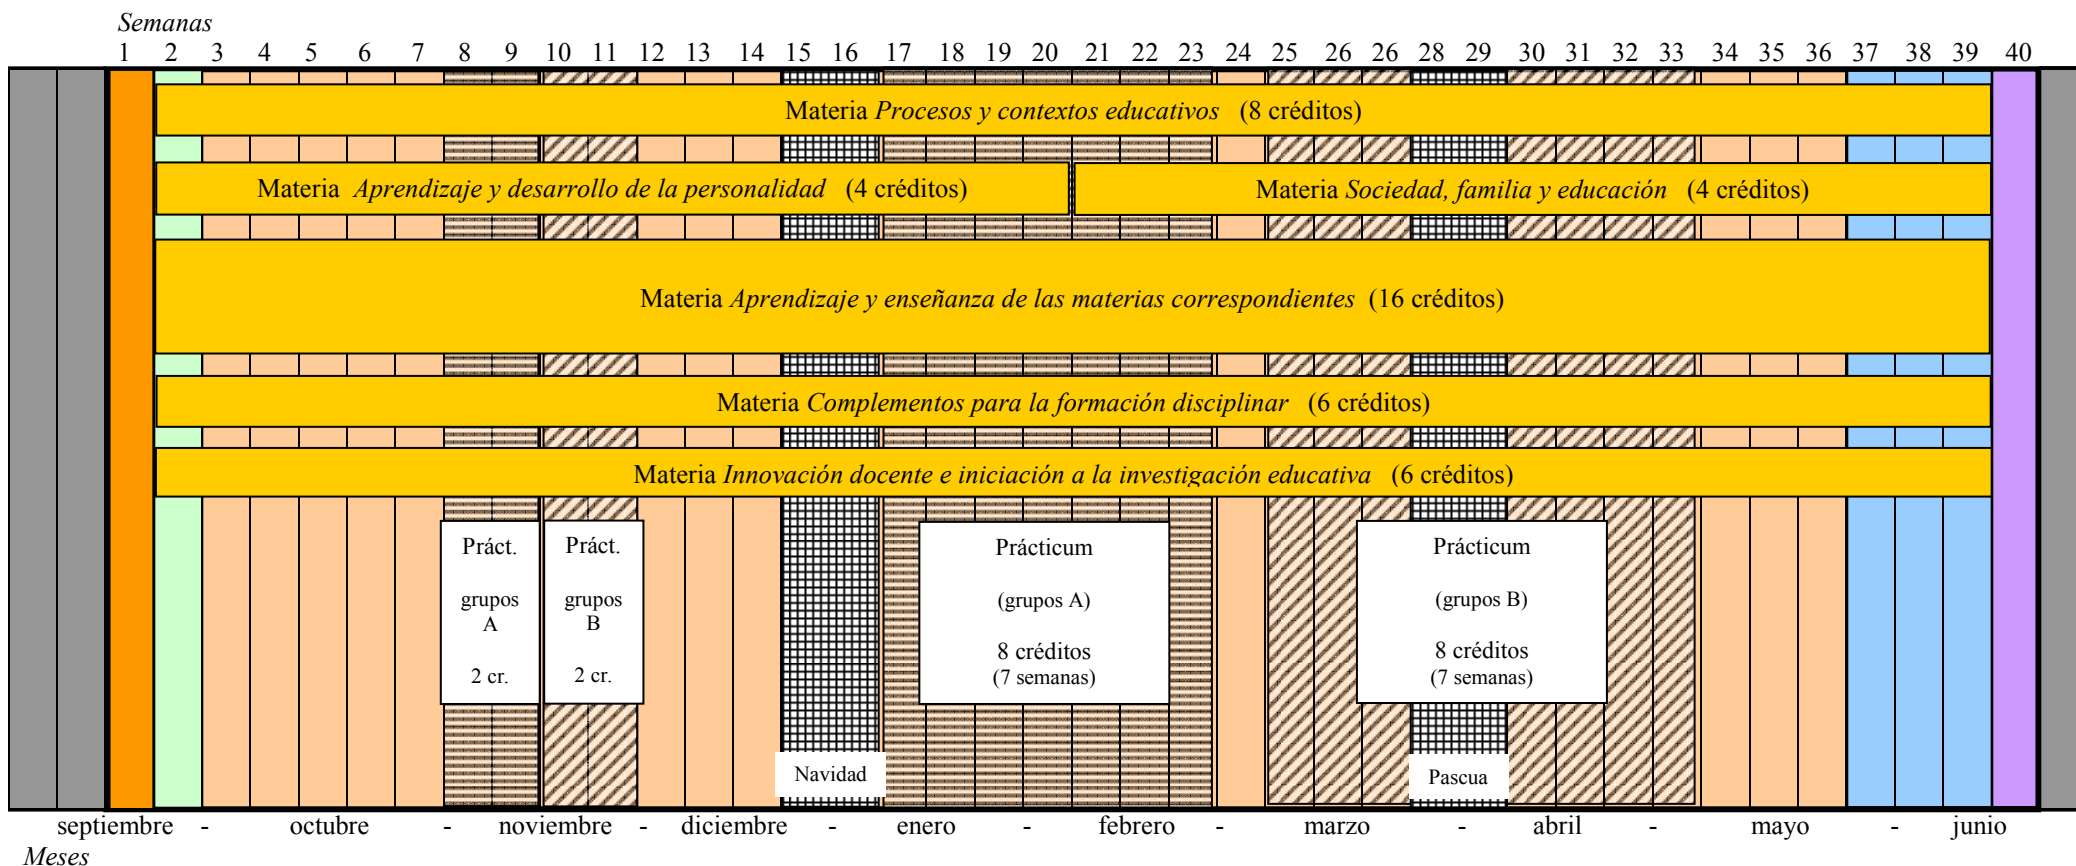 Semanas
1 2 3 4 5 6 7 8 9 10 11 12 13 14 15 16 17 18 19 20 21 22 23 24 25 26 26 28 29 30 31 32 33 34 35 36 37 38 39 40
Materia Procesos y contextos educativos (8 créditos)
Materia Aprendizaje y desarrollo de la personalidad (4 créditos)
Materia Sociedad, familia y educación (4 créditos)
Materia Aprendizaje y enseñanza de las materias correspondientes (16 créditos)
Materia Complementos para la formación disciplinar (6 créditos)
Materia Innovación docente e iniciación a la investigación educativa (6 créditos)
Práct.
grupos
A
2 cr.
Práct.
grupos
B
2 cr.
Prácticum
(grupos A)
8 créditos
(7 semanas)
Prácticum
(grupos B)
8 créditos
(7 semanas)
Navidad
Pascua
septiembre - octubre - noviembre - diciembre - enero - febrero - marzo - abril - mayo - junio
Meses